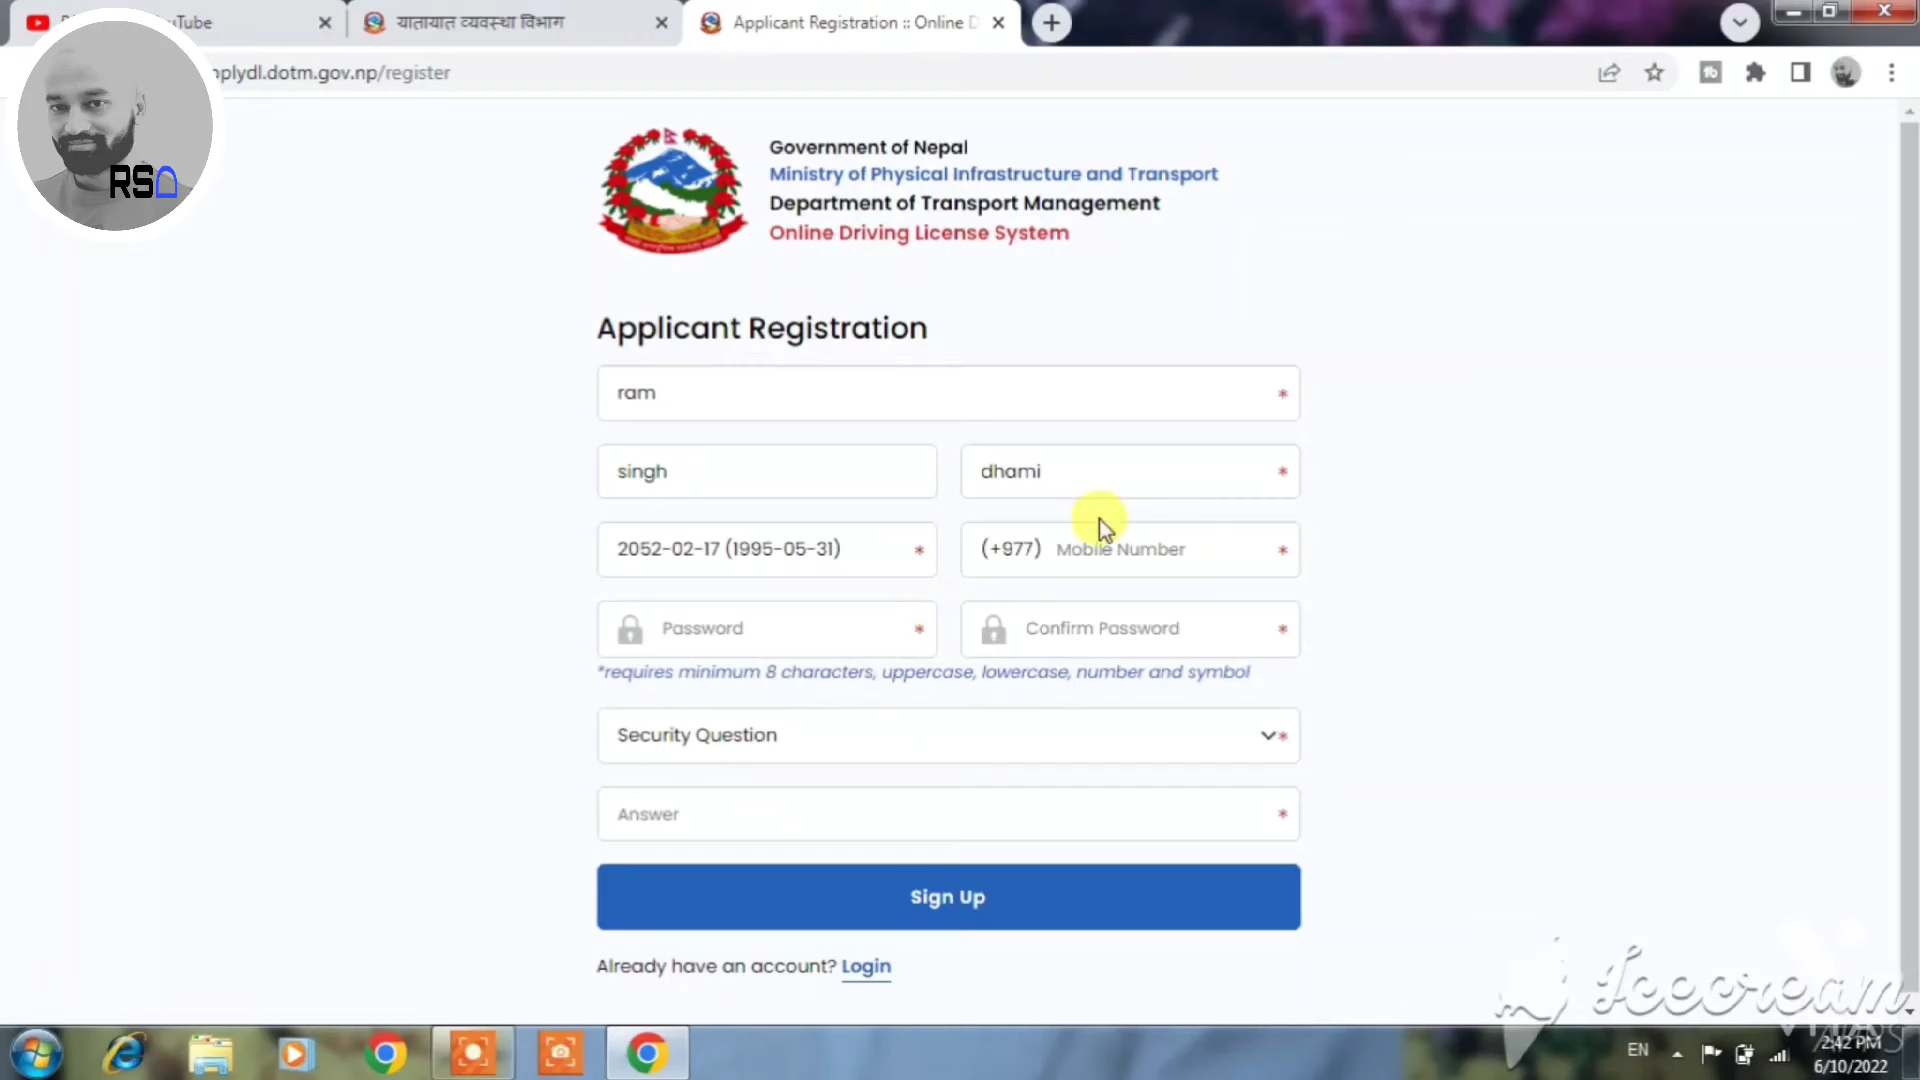 uTube
यातायात व्यवस्था विभाग
Applicant Registration :: Online D
plydl.dotm.gov.np/register
RSD
Government of Nepal
Ministry of Physical Infrastructure and Transport
Department of Transport Management
Online Driving License System
Applicant Registration
ram *
singh
dhami *
2052-02-17 (1995-05-31) *
(+977) Mobile Number *
Password *
Confirm Password *
*requires minimum 8 characters, uppercase, lowercase, number and symbol
Security Question *
Answer *
Sign Up
Already have an account? Login
Icecream
EN
2:42 PM
6/10/2022